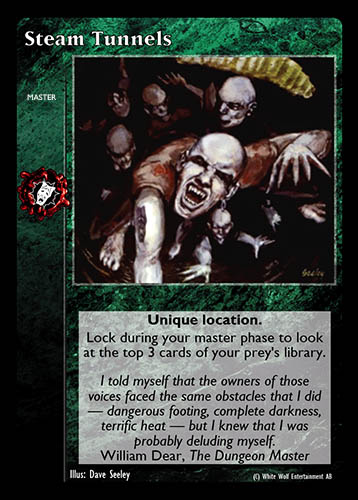 Steam Tunnels
MASTER
Seeley
Unique location.
Lock during your master phase to look
at the top 3 cards of your prey's library.
I told myself that the owners of those
voices faced the same obstacles that I did
— dangerous footing, complete darkness,
terrific heat — but I knew that I was
probably deluding myself.
William Dear, The Dungeon Master
Illus: Dave Seeley
(C) White Wolf Entertainment AB